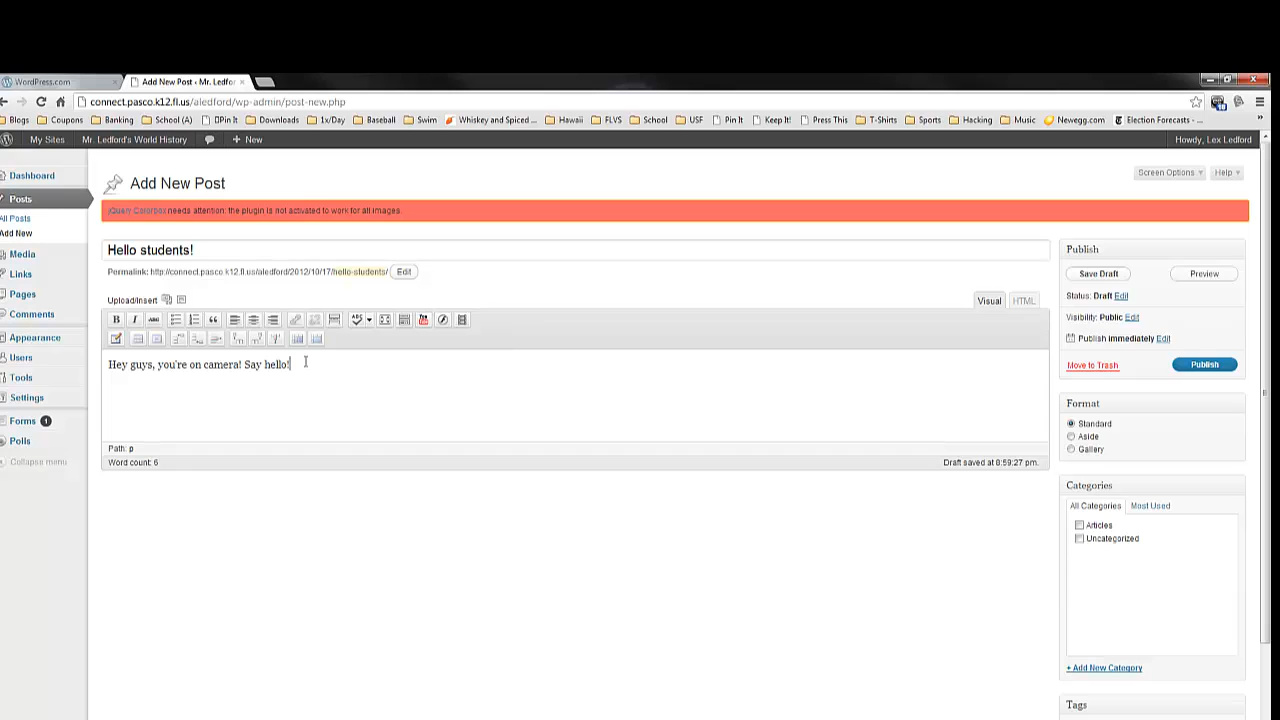 WordPress.com
Add New Post ‹ Mr. Ledfor
connect.pasco.k12.fl.us/aledford/wp-admin/post-new.php
Blogs Coupons Banking School (A) DPin It Downloads 1x/Day Baseball Swim Whiskey and Spiced ... Hawaii FLVS School USF Pin It Keep It! Press This T-Shirts Sports Hacking Music Newegg.com Election Forecasts - ...
My Sites Mr. Ledford's World History + New Howdy, Lex Ledford
Dashboard
Posts
All Posts
Add New
Media
Links
Pages
Comments
Appearance
Users
Tools
Settings
Forms 1
Polls
Collapse menu
Screen Options Help
Add New Post
jQuery Colorbox needs attention: the plugin is not activated to work for all images.
Hello students!
Permalink: http://connect.pasco.k12.fl.us/aledford/2012/10/17/hello-students/ Edit
Upload/Insert Visual HTML
B I ABC
ABC
Hey guys, you're on camera! Say hello!
Path: p
Word count: 6 Draft saved at 8:59:27 pm.
Publish
Save Draft Preview
Status: Draft Edit
Visibility: Public Edit
Publish immediately Edit
Move to Trash Publish
Format
Standard
Aside
Gallery
Categories
All Categories Most Used
Articles
Uncategorized
+ Add New Category
Tags